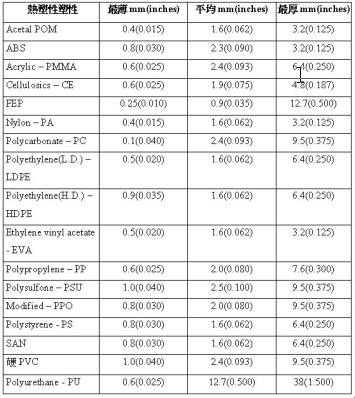 熱塑性塑性 最薄 mm(inches) 平均 mm(inches) 最厚 mm(inches)
Acetal POM 0.4(0.015) 1.6(0.062) 3.2(0.125)
ABS 0.8(0.030) 2.3(0.090) 3.2(0.125)
Acrylic – PMMA 0.6(0.025) 2.4(0.093) 6.4(0.250)
Cellulosics – CE 0.6(0.025) 1.9(0.075) 4.8(0.187)
FEP 0.25(0.010) 0.9(0.035) 12.7(0.500)
Nylon – PA 0.4(0.015) 1.6(0.062) 3.2(0.125)
Polycarbonate – PC 0.1(0.040) 2.4(0.093) 9.5(0.375)
Polyethylene(L.D.) – 0.5(0.020) 1.6(0.062) 6.4(0.250)
LDPE
Polyethylene(H.D.) – 0.9(0.035) 1.6(0.062) 6.4(0.250)
HDPE
Ethylene vinyl acetate 0.5(0.020) 1.6(0.062) 3.2(0.125)
- EVA
Polypropylene – PP 0.6(0.025) 2.0(0.080) 7.6(0.300)
Polysulfone – PSU 1.0(0.040) 2.5(0.100) 9.5(0.375)
Modified – PPO 0.8(0.030) 2.0(0.080) 9.5(0.375)
Polystyrene - PS 0.8(0.030) 1.6(0.062) 6.4(0.250)
SAN 0.8(0.030) 1.6(0.062) 6.4(0.250)
硬 PVC 1.0(0.040) 2.4(0.093) 9.5(0.375)
Polyurethane - PU 0.6(0.025) 12.7(0.500) 38(1.500)